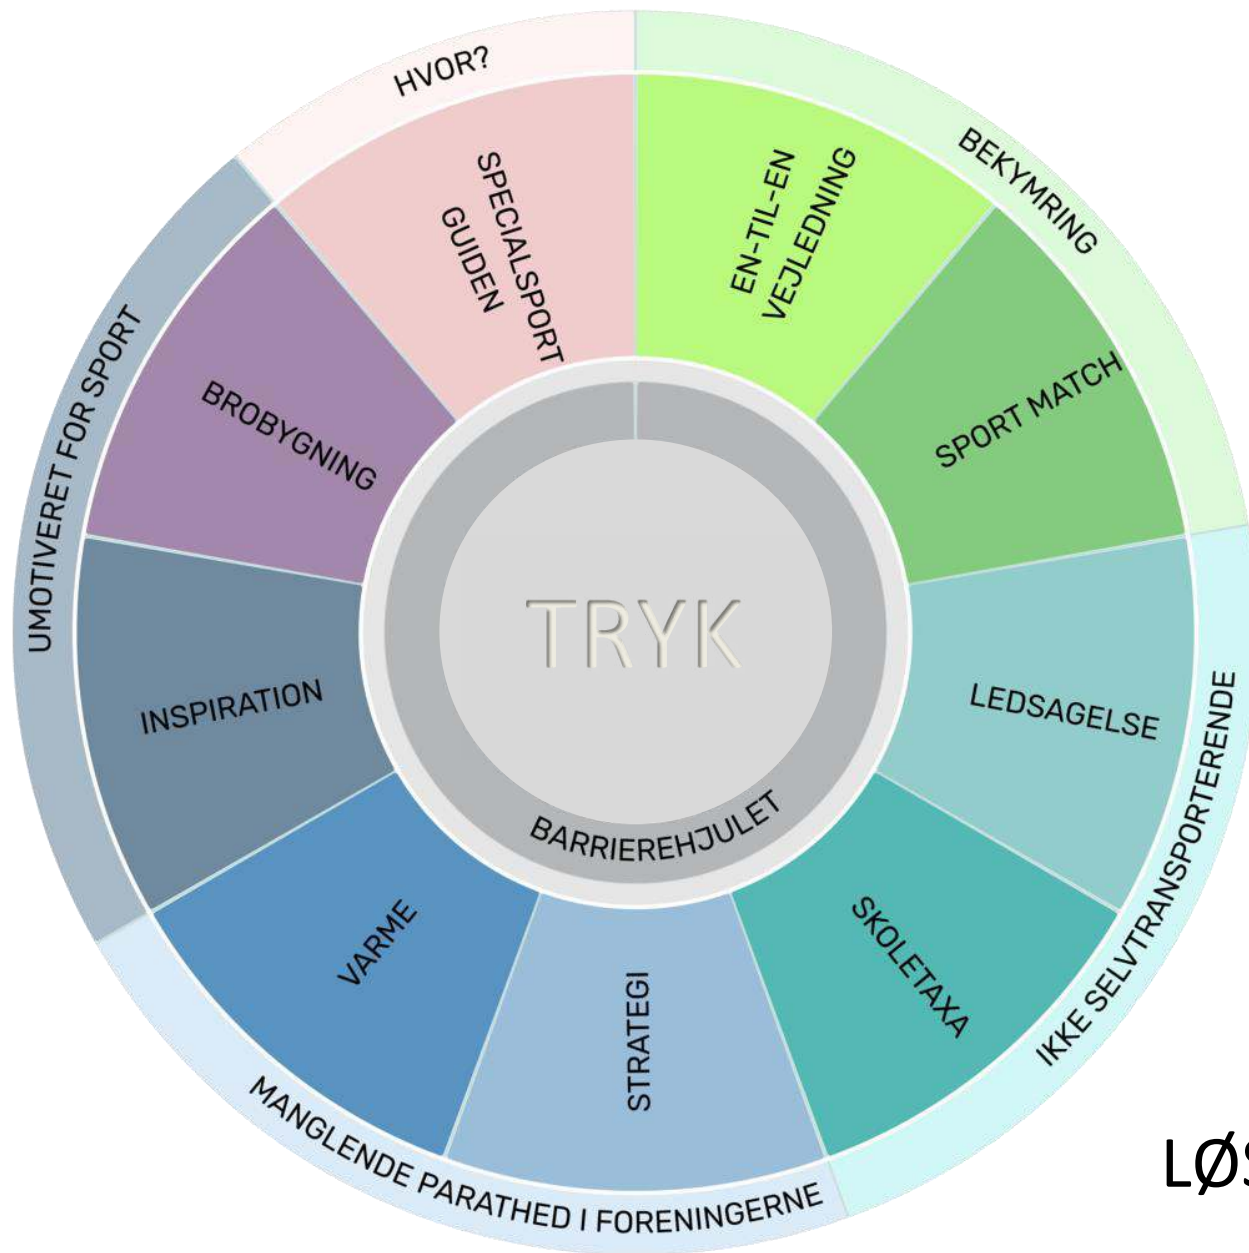 HVOR?
BEKYMRING
IKKE SELVTRANSPORTERENDE
MANGLENDE PARATHED I FORENINGERNE
UMOTIVERET FOR SPORT
SPECIALSPORT
GUIDEN
EN-TIL-EN
VEJLEDNING
SPORT MATCH
LEDSAGELSE
SKOLETAXA
STRATEGI
VARME
INSPIRATION
BROBYGNING
TRYK
BARRIEREHJULET